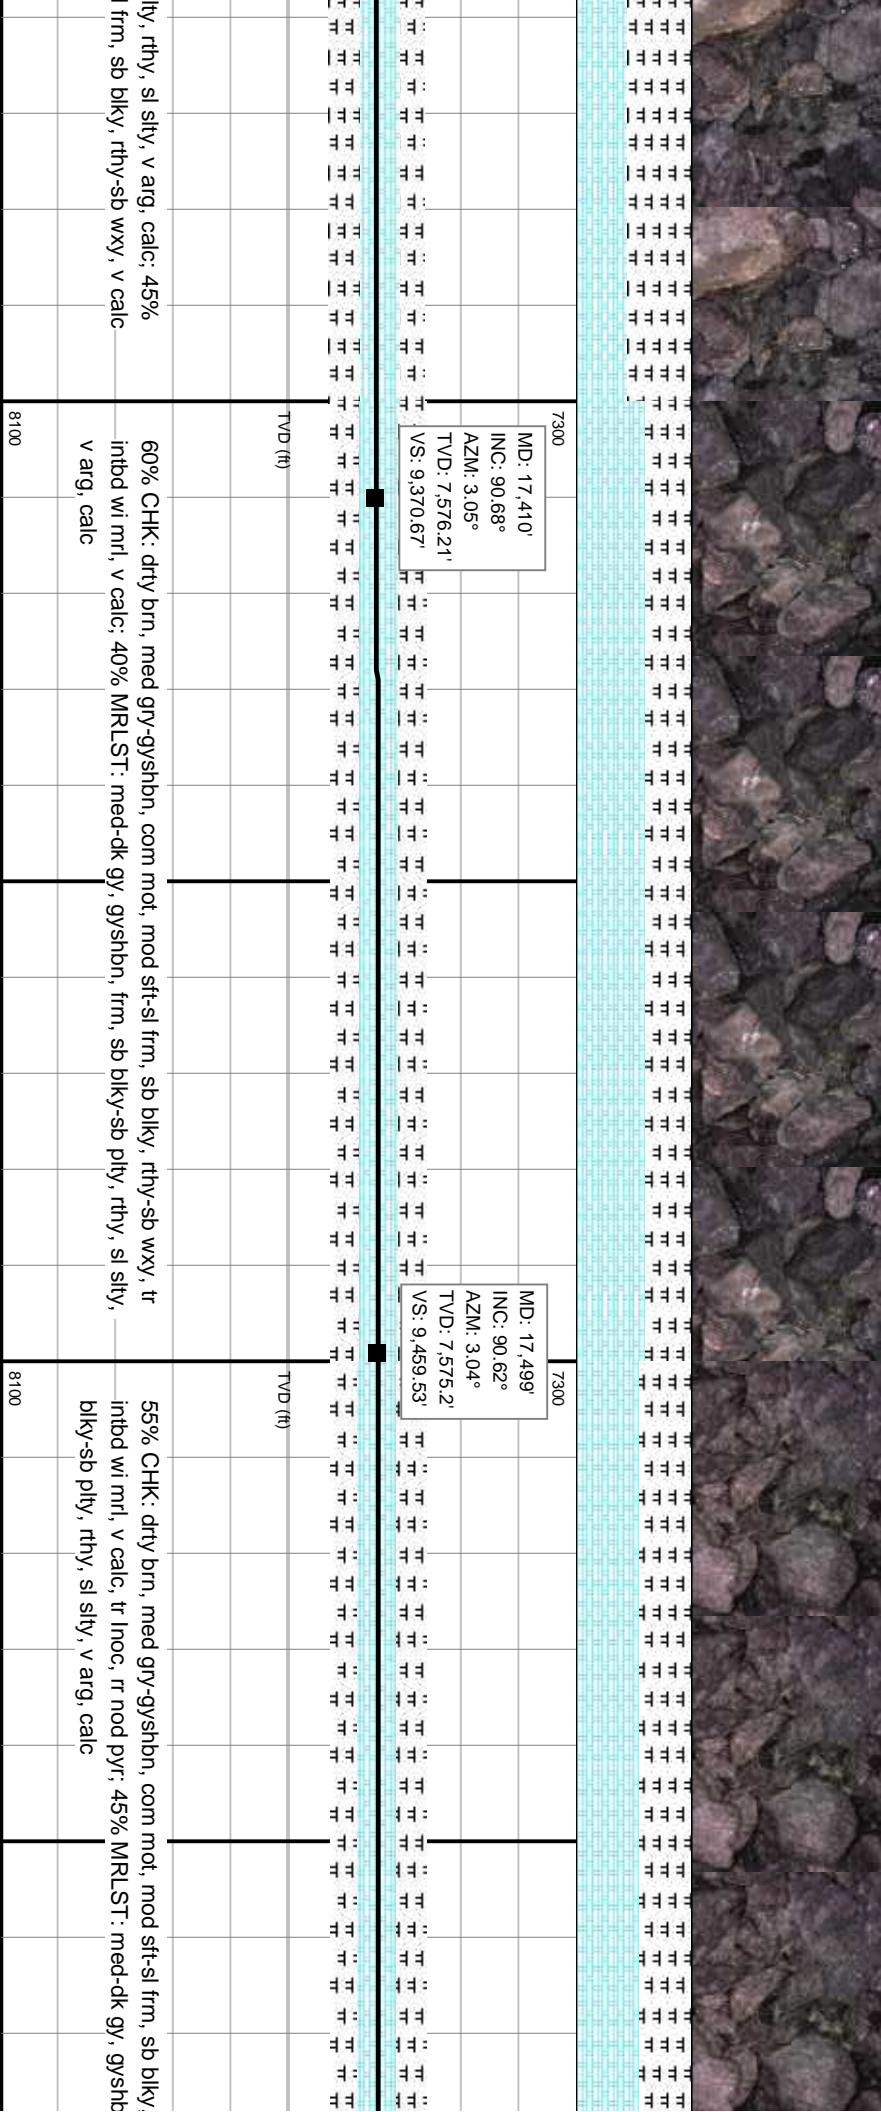 lty, rthy, sl slty, v arg, calc; 45%
l frm, sb blky, rthy-sb wxy, v calc
7300
TVD (ft)
8100
MD: 17,410'
INC: 90.68°
AZM: 3.05°
TVD: 7,576.21'
VS: 9,370.67'
60% CHK: drty brn, med gry-gyshbn, com mot, mod sft-sl frm, sb blky, rthy-sb wxy, tr
intbd wi mrl, v calc; 40% MRLST: med-dk gy, gyshbn, frm, sb blky-sb plty, rthy, sl slty,
v arg, calc
MD: 17,499'
INC: 90.62°
AZM: 3.04°
TVD: 7,575.2'
VS: 9,459.53'
7300
TVD (ft)
8100
55% CHK: drty brn, med gry-gyshbn, com mot, mod sft-sl frm, sb blky,
intbd wi mrl, v calc, tr Inoc, rr nod pyr; 45% MRLST: med-dk gy, gyshb
blky-sb plty, rthy, sl slty, v arg, calc